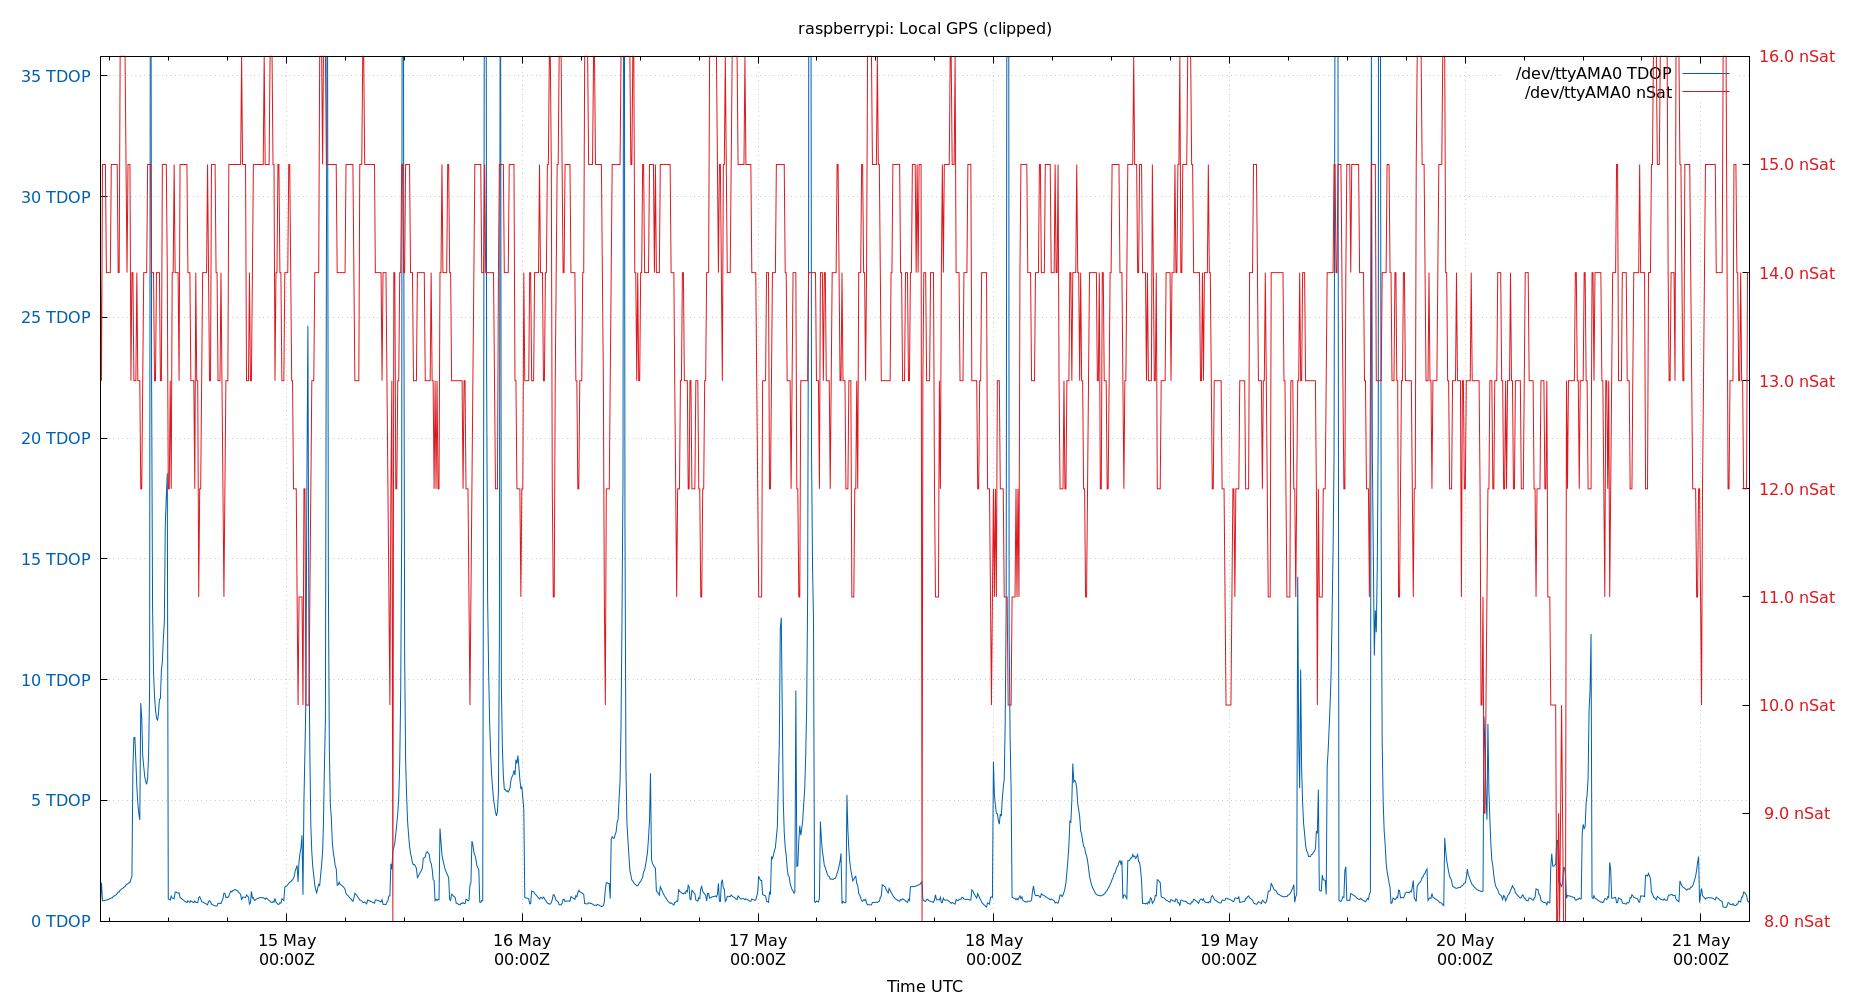 raspberrypi: Local GPS (clipped)
35 TDOP
30 TDOP
25 TDOP
20 TDOP
15 TDOP
10 TDOP
5 TDOP
0 TDOP
/dev/ttyAMA0 TDOP
/dev/ttyAMA0 nSat
16.0 nSat
15.0 nSat
14.0 nSat
13.0 nSat
12.0 nSat
11.0 nSat
10.0 nSat
9.0 nSat
8.0 nSat
15 May
00:00Z
16 May
00:00Z
17 May
00:00Z
18 May
00:00Z
19 May
00:00Z
20 May
00:00Z
21 May
00:00Z
Time UTC